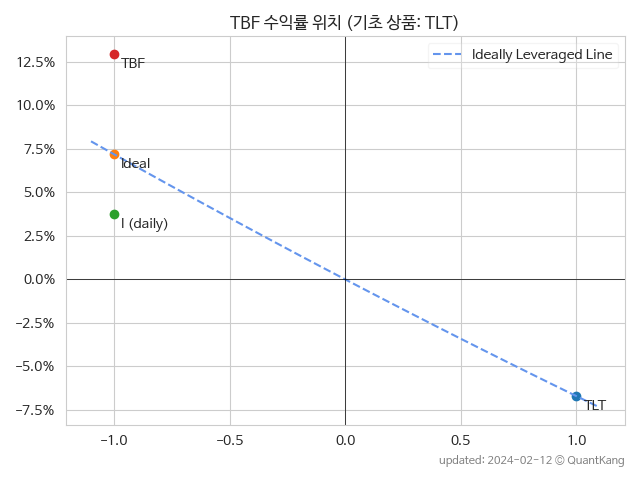 TBF 수익률 위치 (기초 상품: TLT)
Ideally Leveraged Line
12.5%
10.0%
7.5%
5.0%
2.5%
0.0%
−2.5%
−5.0%
−7.5%
TBF
Ideal
I (daily)
TLT
−1.0
−0.5
0.0
0.5
1.0
updated: 2024-02-12 © QuantKang